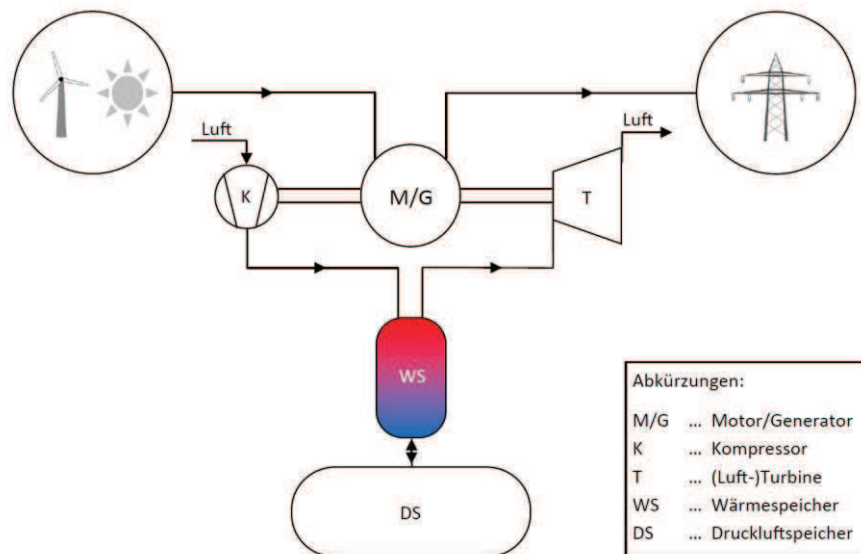 Luft
Luft
K
M/G
T
WS
DS
Abkürzungen:
M/G ... Motor/Generator
K ... Kompressor
T ... (Luft-)Turbine
WS ... Wärmespeicher
DS ... Druckluftspeicher